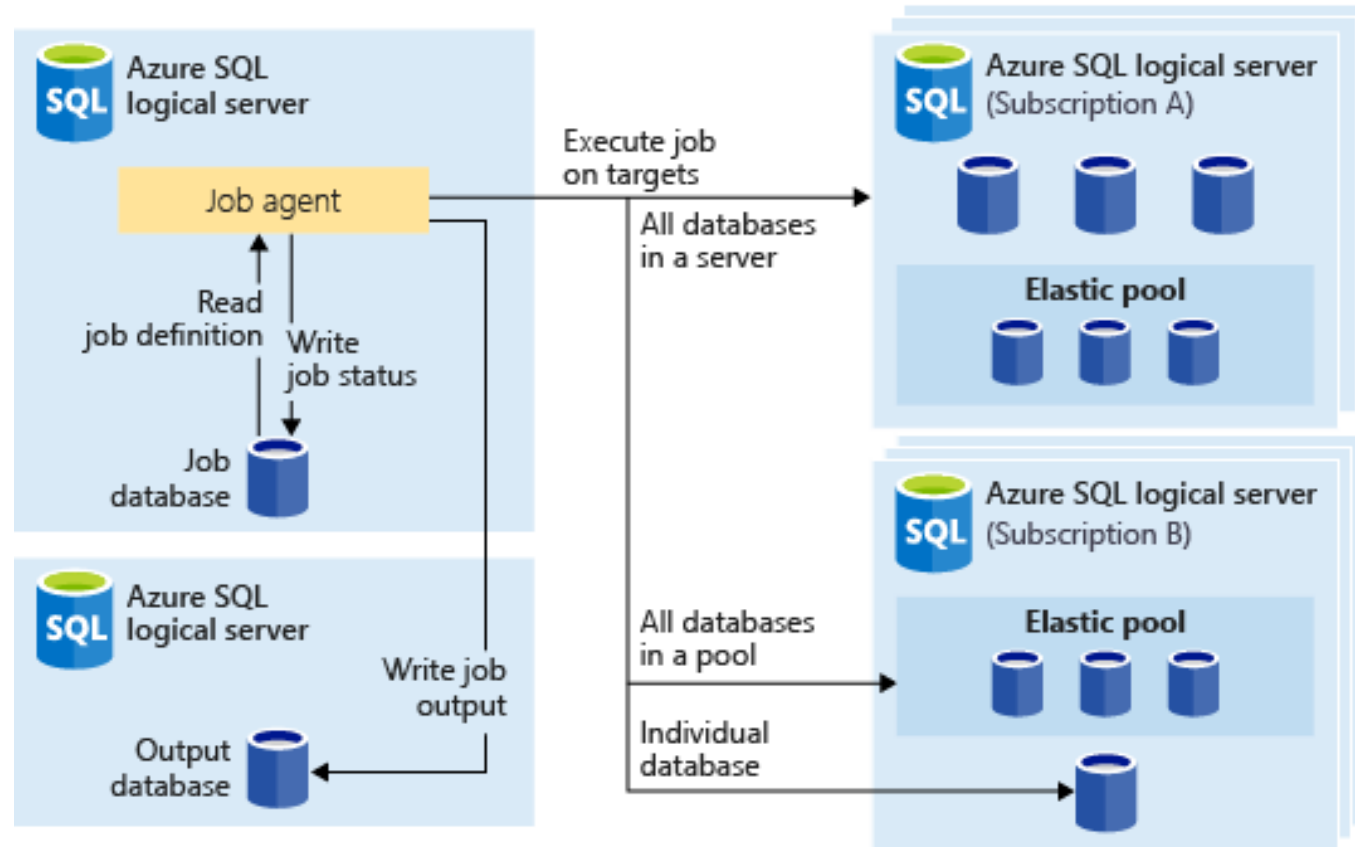 SQL
Azure SQL
logical server
Job agent
Read
job definition
Write
job status
Job
database
SQL
Azure SQL
logical server
Write job
output
Output
database
Execute job
on targets
All databases
in a server
All databases
in a pool
Individual
database
SQL
Azure SQL logical server
(Subscription A)
Elastic pool
SQL
Azure SQL logical server
(Subscription B)
Elastic pool